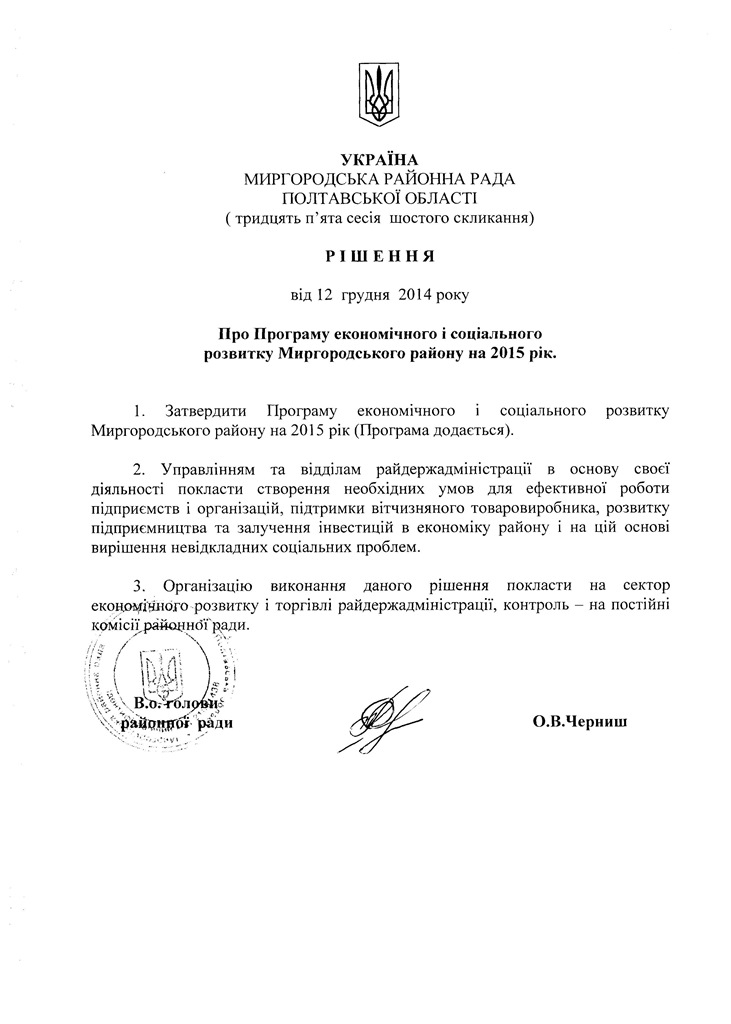 УКРАЇНА
МИРГОРОДСЬКА РАЙОННА РАДА
ПОЛТАВСЬКОЇ ОБЛАСТІ
( тридцять п’ята сесія шостого скликання)
Р І Ш Е Н Н Я
від 12 грудня 2014 року
Про Програму економічного і соціального
розвитку Миргородського району на 2015 рік.
1. Затвердити Програму економічного і соціального розвитку
Миргородського району на 2015 рік (Програма додається).
2. Управлінням та відділам райдержадміністрації в основу своєї
діяльності покласти створення необхідних умов для ефективної роботи
підприємств і організацій, підтримки вітчизняного товаровиробника, розвитку
підприємництва та залучення інвестицій в економіку району і на цій основі
вирішення невідкладних соціальних проблем.
3. Організацію виконання даного рішення покласти на сектор
економічного розвитку і торгівлі райдержадміністрації, контроль – на постійні
комісії районної ради.
В.о. голови
районної ради
О.В.Черниш